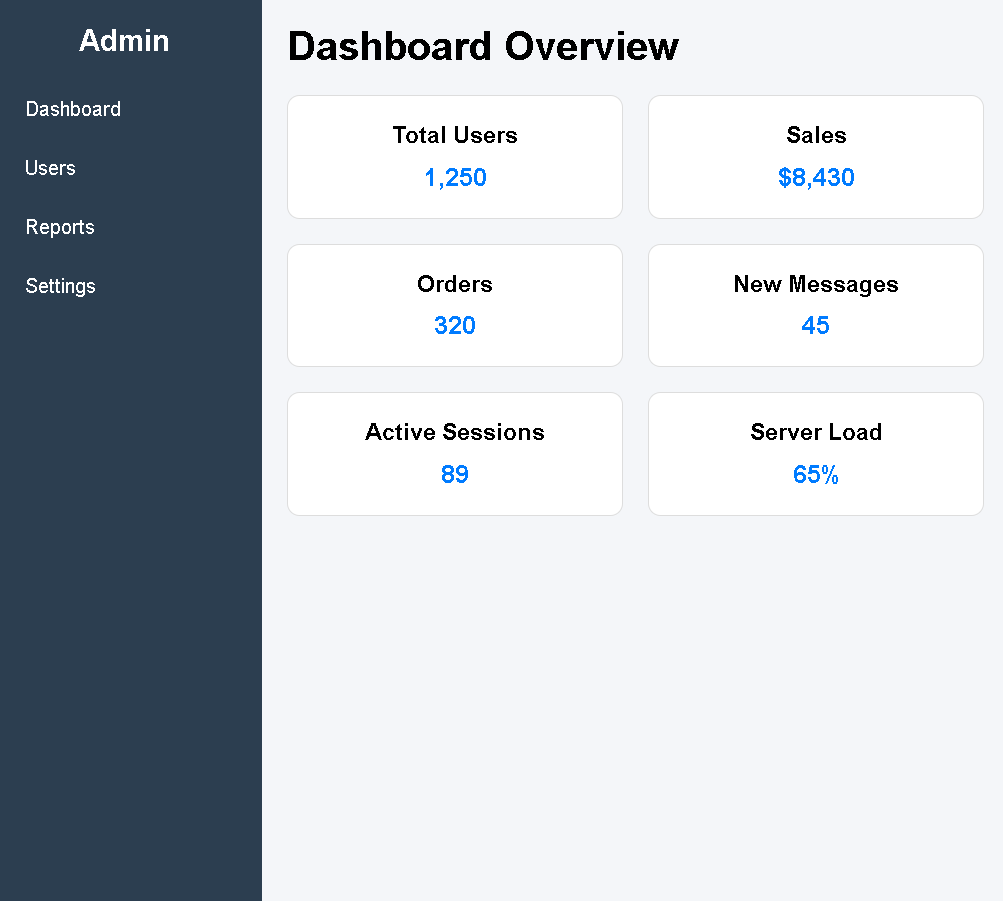 Admin
Dashboard
Users
Reports
Settings
Dashboard Overview
Total Users
1,250
Sales
$8,430
Orders
320
New Messages
45
Active Sessions
89
Server Load
65%